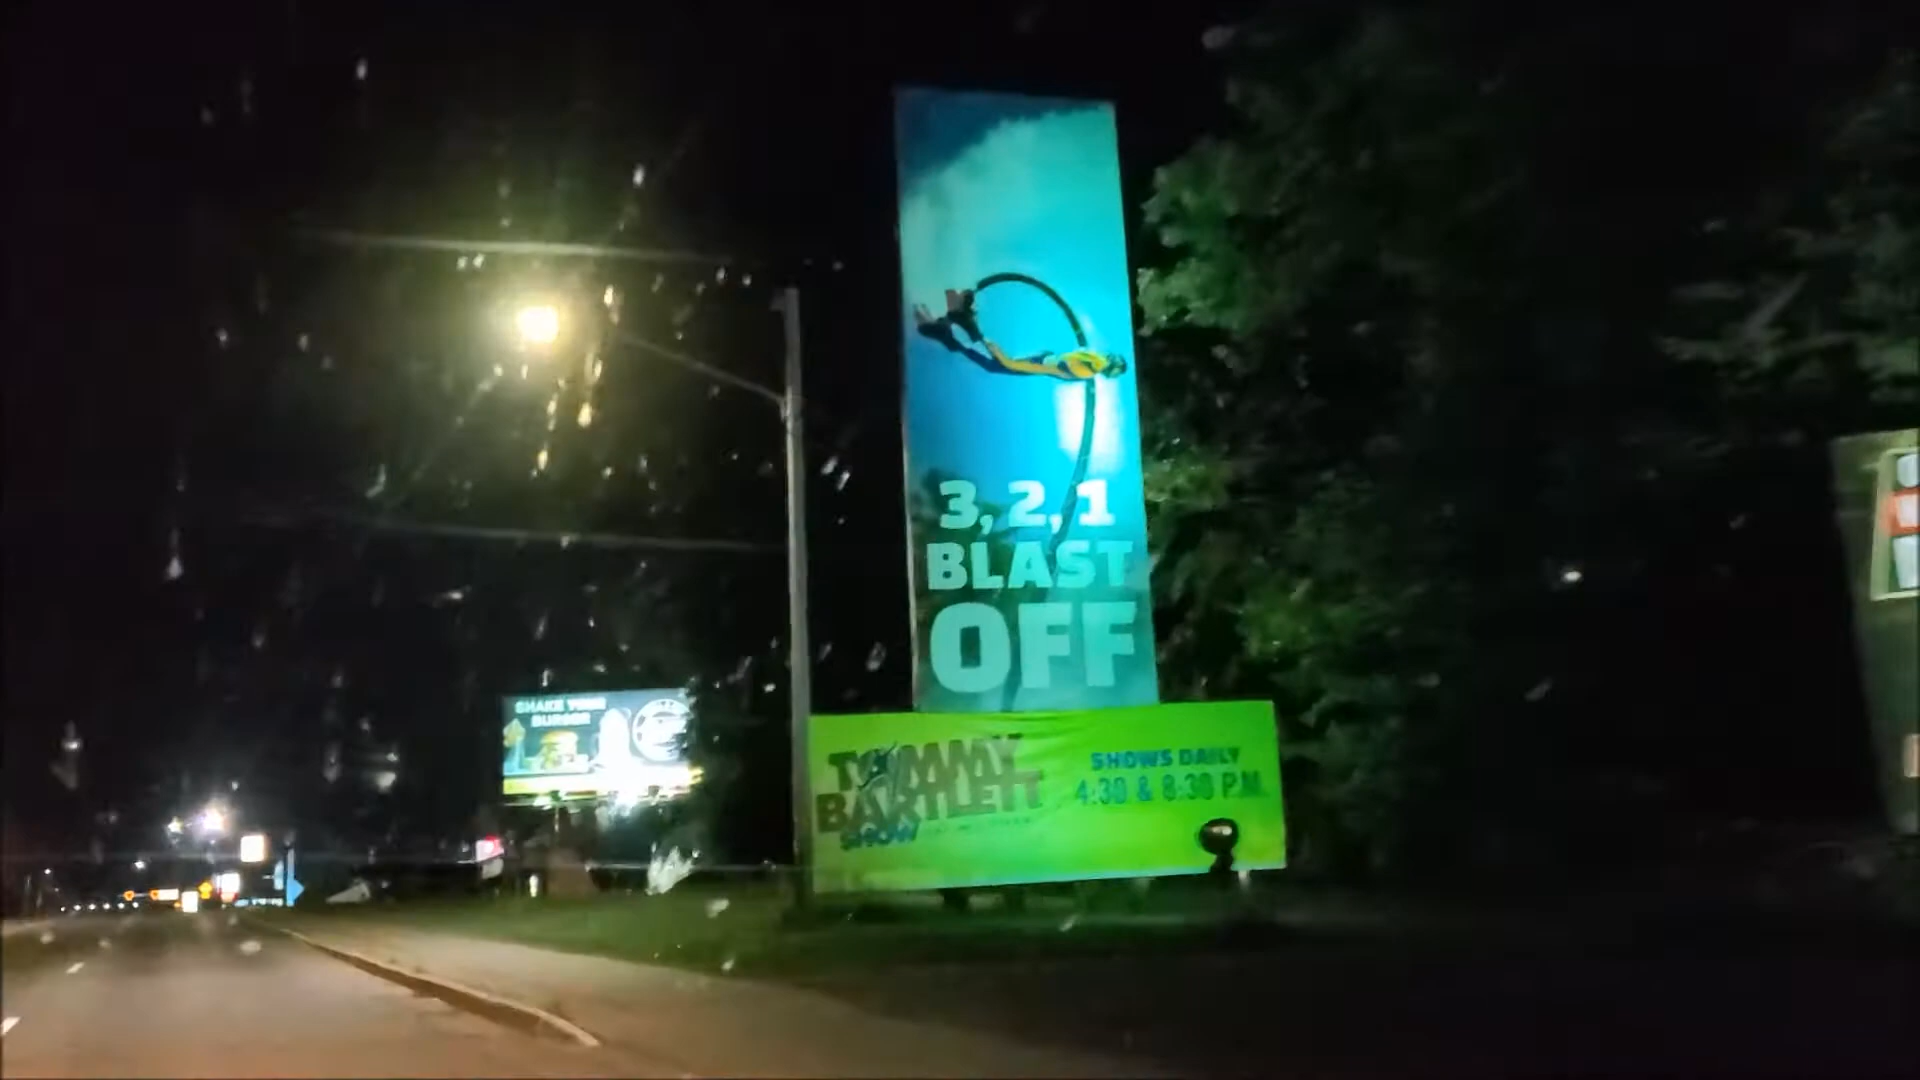 3, 2, 1
BLAST
OFF
TOMMY
BARTLETT
SHOW
SHOWS DAILY
4:30 & 8:30 P.M.
SHAKE YOUR
BURGER